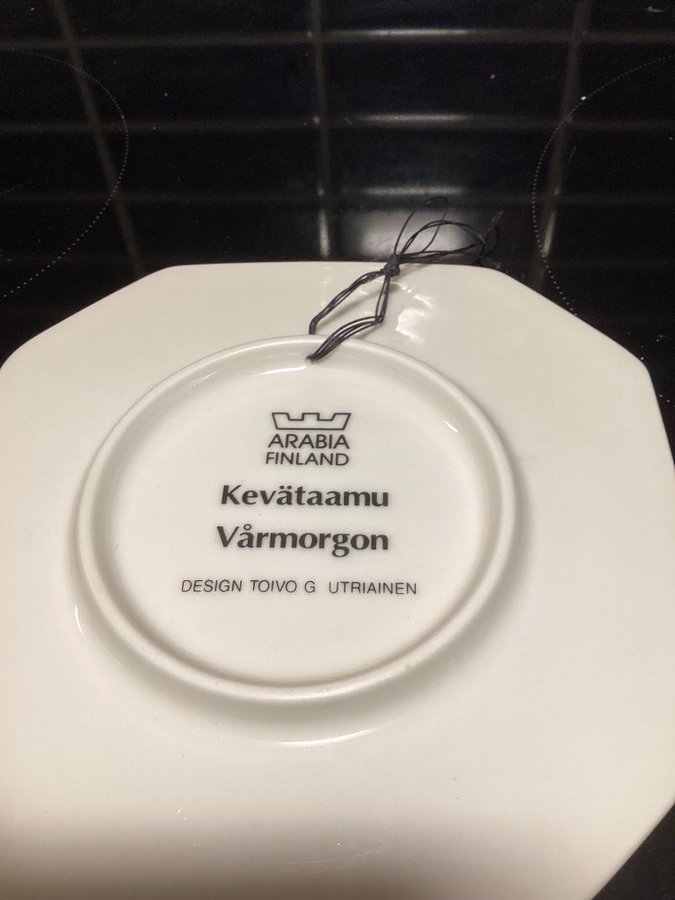 ARABIA
FINLAND
Kevätaamu
Vårmorgon
DESIGN TOIVO G UTRIAINEN